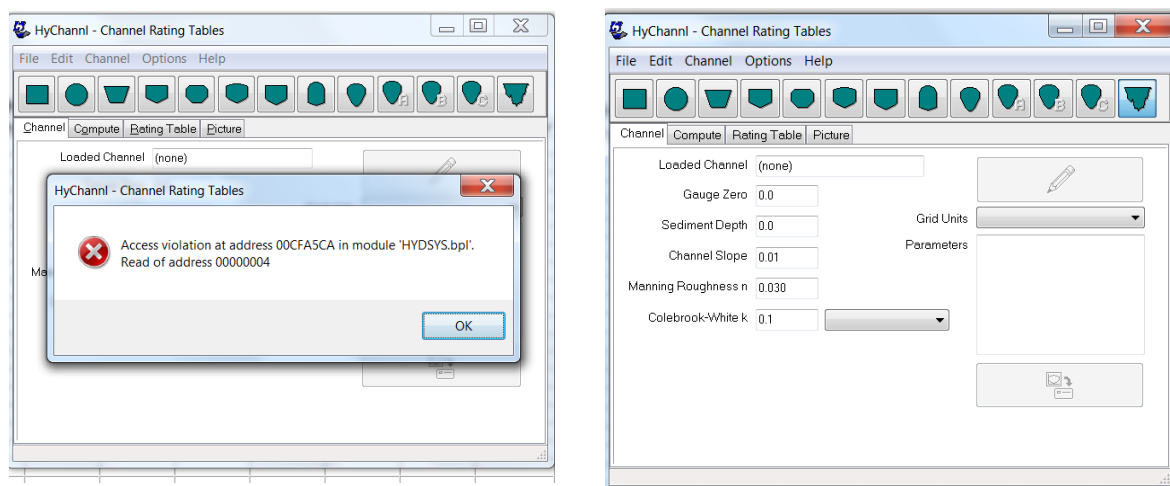 HyChannl - Channel Rating Tables
File Edit Channel Options Help
A B C
Channel Compute Rating Table Picture
Loaded Channel (none)
HyChannl - Channel Rating Tables
Access violation at address 00CFA5CA in module 'HYDSYS.bpl'.
Read of address 00000004
Ma
OK
HyChannl - Channel Rating Tables
File Edit Channel Options Help
A B C
Channel Compute Rating Table Picture
Loaded Channel (none)
Gauge Zero 0.0
Sediment Depth 0.0 Grid Units
Channel Slope 0.01 Parameters
Manning Roughness n 0.030
Colebrook-White k 0.1